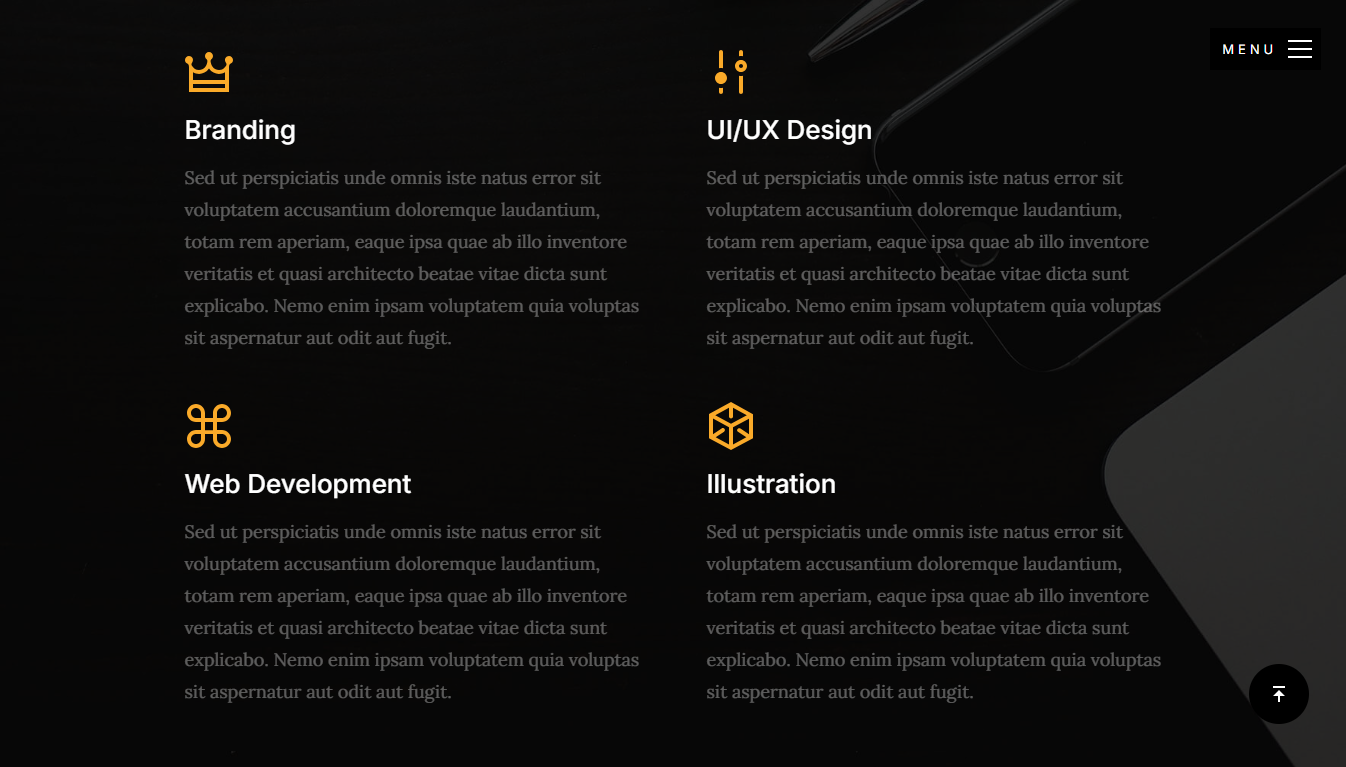 MENU
Branding
Sed ut perspiciatis unde omnis iste natus error sit
voluptatem accusantium doloremque laudantium,
totam rem aperiam, eaque ipsa quae ab illo inventore
veritatis et quasi architecto beatae vitae dicta sunt
explicabo. Nemo enim ipsam voluptatem quia voluptas
sit aspernatur aut odit aut fugit.
UI/UX Design
Sed ut perspiciatis unde omnis iste natus error sit
voluptatem accusantium doloremque laudantium,
totam rem aperiam, eaque ipsa quae ab illo inventore
veritatis et quasi architecto beatae vitae dicta sunt
explicabo. Nemo enim ipsam voluptatem quia voluptas
sit aspernatur aut odit aut fugit.
Web Development
Sed ut perspiciatis unde omnis iste natus error sit
voluptatem accusantium doloremque laudantium,
totam rem aperiam, eaque ipsa quae ab illo inventore
veritatis et quasi architecto beatae vitae dicta sunt
explicabo. Nemo enim ipsam voluptatem quia voluptas
sit aspernatur aut odit aut fugit.
Illustration
Sed ut perspiciatis unde omnis iste natus error sit
voluptatem accusantium doloremque laudantium,
totam rem aperiam, eaque ipsa quae ab illo inventore
veritatis et quasi architecto beatae vitae dicta sunt
explicabo. Nemo enim ipsam voluptatem quia voluptas
sit aspernatur aut odit aut fugit.